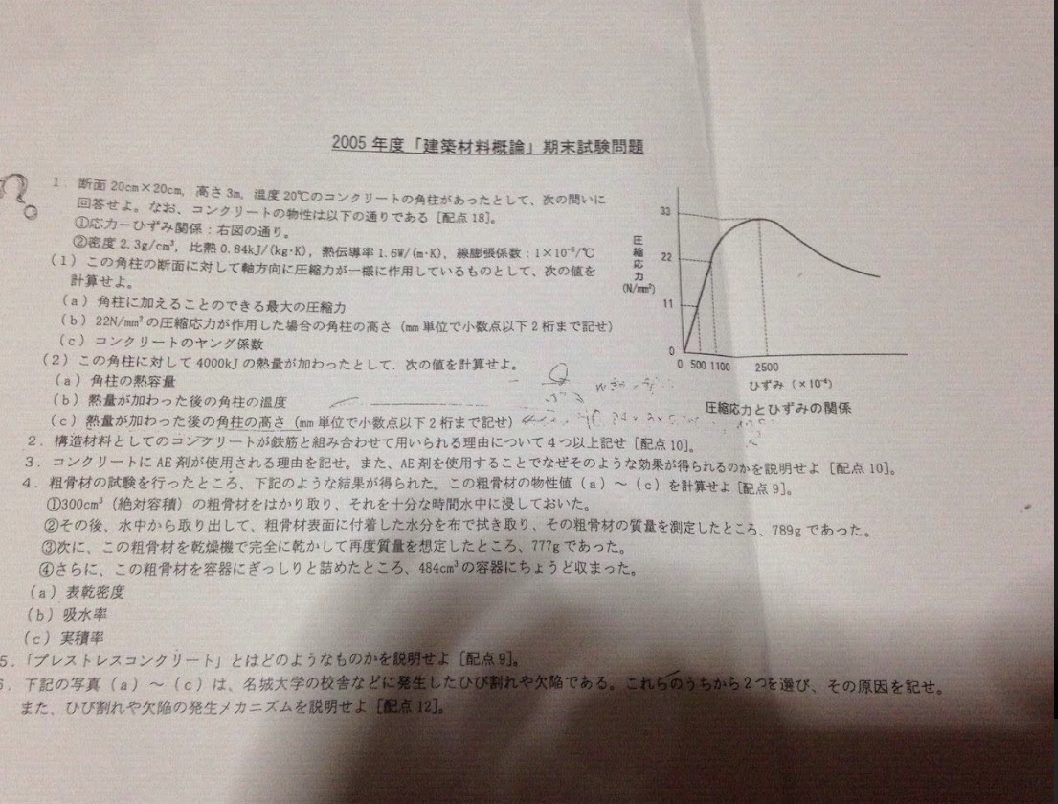 2005年度「建築材料概論」期末試験問題
1. 断面20cm×20cm, 高さ3m, 温度20℃のコンクリートの角柱があったとして、次の問いに
回答せよ。なお、コンクリートの物性は以下の通りである［配点18］。
①応力-ひずみ関係:右図の通り。
②密度2.3g/cm³, 比熱0.84kJ/(kg・K), 熱伝導率1.5W/(m・K), 線膨張係数:
(1) この角柱の断面に対して軸方向に圧縮力が一様に作用しているものとして、次の値を
計算せよ。
(a) 角柱に加えることのできる最大の圧縮力
(b) 22N/mm²の圧縮応力が作用した場合の角柱の高さ (mm単位で小数点以下2桁まで記せ)
(c) コンクリートのヤング係数
(2) この角柱に対して4000kJの熱量が加わったとして、次の値を計算せよ。
(a) 角柱の熱容量
(b) 熱量が加わった後の角柱の温度
(c) 熱量が加わった後の角柱の高さ (mm単位で小数点以下2桁まで記せ)
33
圧縮応力
(N/mm²)
22
11
0
0 500 1100 2500
ひずみ
圧縮応力とひずみの関係
2. 構造材料としてのコンクリートが鉄筋と組み合わせて用いられる理由について4つ以上記せ［配点10］。
3. コンクリートにAE剤が使用される理由を記せ。また、AE剤を使用することでなぜそのような効果が得られるのかを説明せよ［配点10］。
4. 粗骨材の試験を行ったところ、下記のような結果が得られた。この粗骨材の物性値(a)～(c)を計算せよ［配点9］。
①300cm³ (絶対容積) の粗骨材をはかり取り、それを十分な時間水中に浸しておいた。
②その後、水中から取り出して、粗骨材表面に付着した水分を布で拭き取り、その粗骨材の質量を測定したところ、789gであった。
③次に、この粗骨材を乾燥機で完全に乾かして再度質量を想定したところ、777gであった。
④さらに、この粗骨材を容器にぎっしりと詰めたところ、484cm³の容器にちょうど収まった。
(a) 表乾密度
(b) 吸水率
(c) 実積率
5. 「プレストレスコンクリート」とはどのようなものかを説明せよ［配点9］。
6. 下記の写真(a)～(c)は、名城大学の校舎などに発生したひび割れや欠陥である。これらのうちから2つを選び、その原因を記せ。
また、ひび割れや欠陥の発生メカニズムを説明せよ［配点12］。